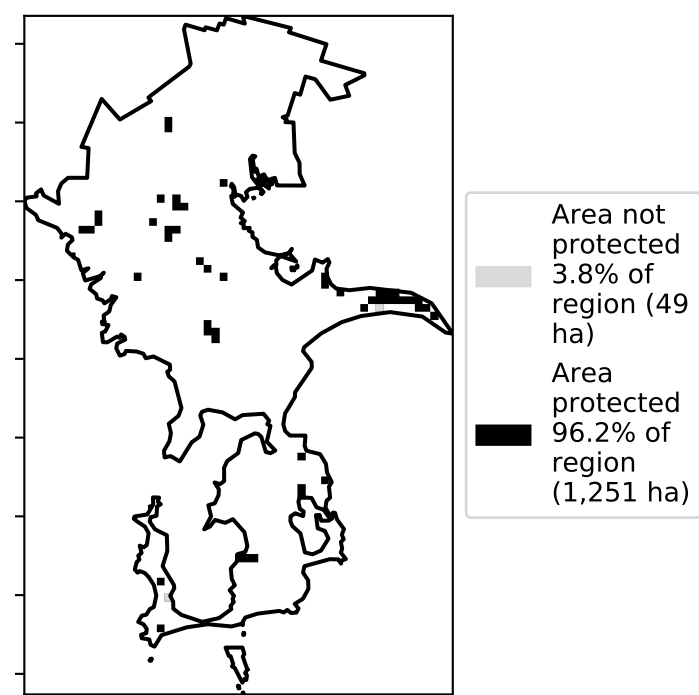 Area not
protected
3.8% of
region (49
ha)
Area
protected
96.2% of
region
(1,251 ha)